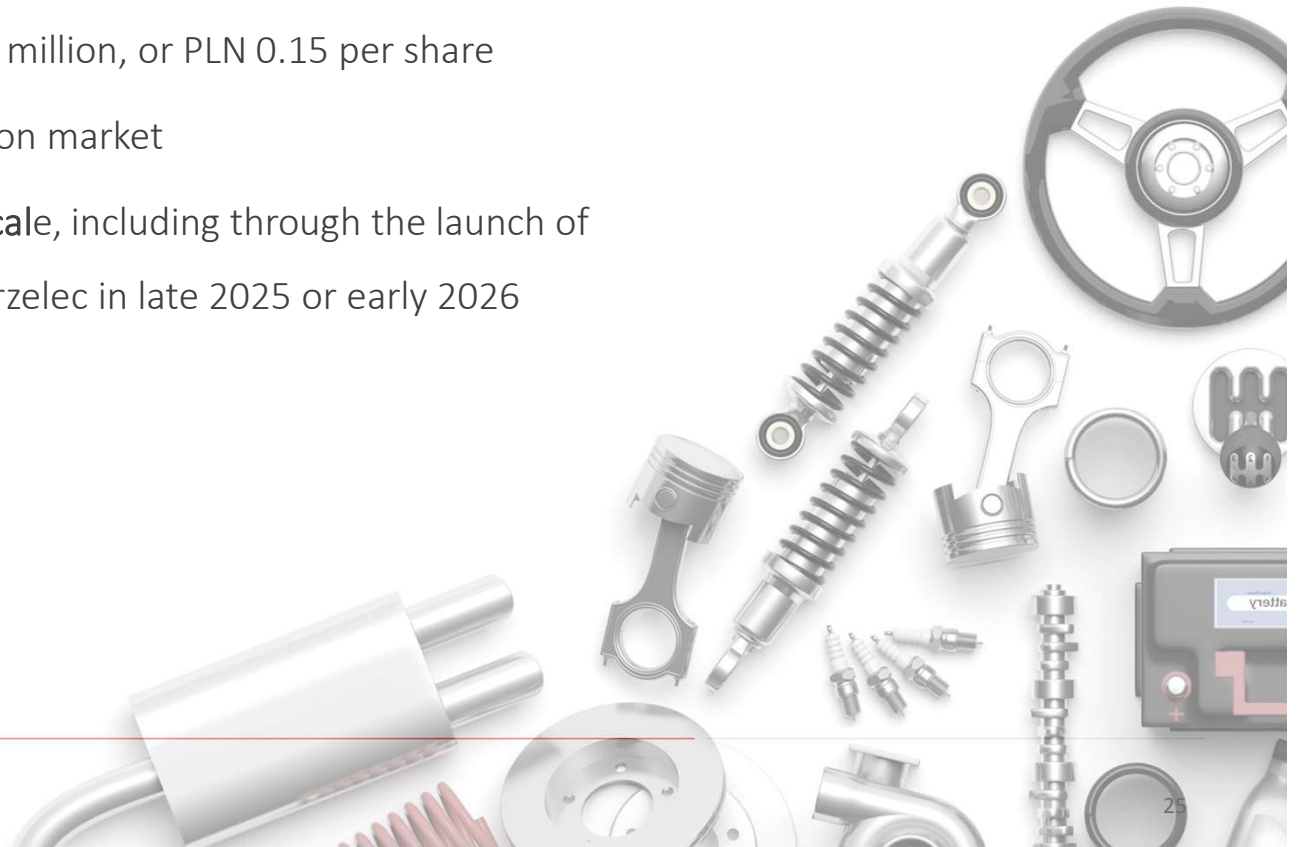 million, or PLN 0.15 per share
on market
cale, including through the launch of
rzelec in late 2025 or early 2026
attery
+
25